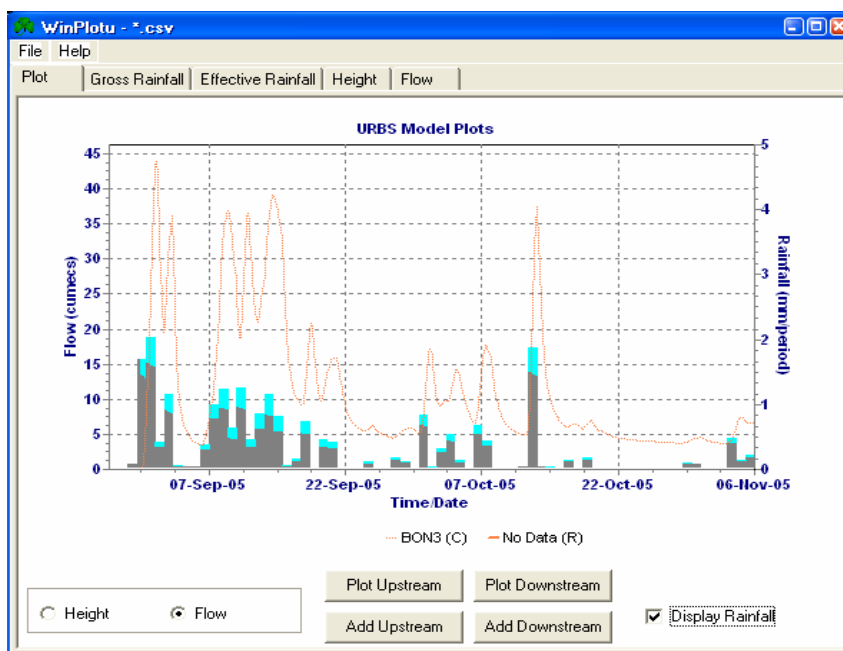 WinPlotu - *.csv
File Help
Plot Gross Rainfall Effective Rainfall Height Flow
URBS Model Plots
45
40
35
30
25
20
15
10
5
0
Flow (cumecs)
5
4
3
2
1
0
Rainfall (mm/period)
07-Sep-05 22-Sep-05 07-Oct-05 22-Oct-05 06-Nov-05
Time/Date
BON3 (C) No Data (R)
Plot Upstream Plot Downstream
Height Flow
Add Upstream Add Downstream
Display Rainfall